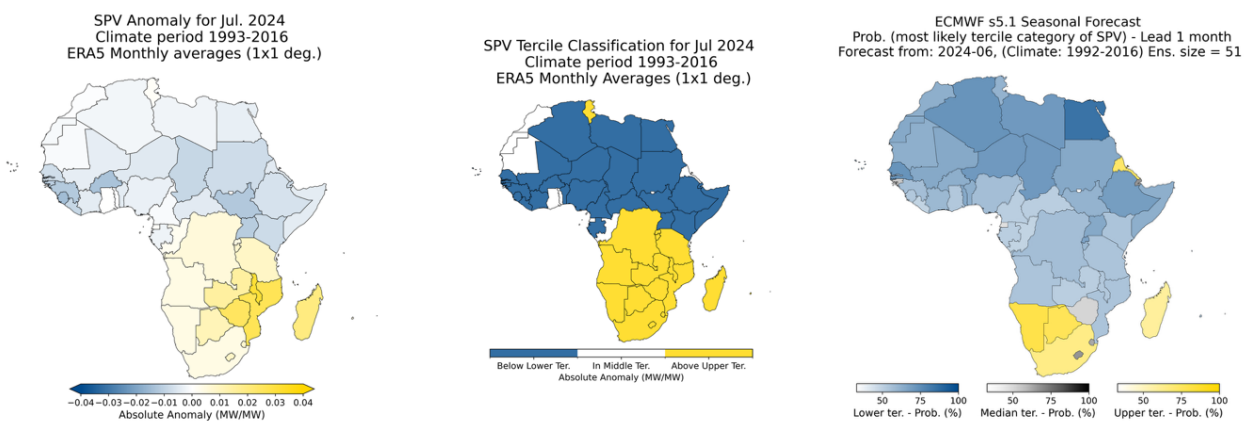 SPV Anomaly for Jul. 2024
Climate period 1993-2016
ERA5 Monthly averages (1x1 deg.)
−0.04 −0.03 −0.02 −0.01 0.00 0.01 0.02 0.03 0.04
Absolute Anomaly (MW/MW)
SPV Tercile Classification for Jul 2024
Climate period 1993-2016
ERA5 Monthly Averages (1x1 deg.)
Below Lower Ter. In Middle Ter. Above Upper Ter.
Absolute Anomaly (MW/MW)
ECMWF s5.1 Seasonal Forecast
Prob. (most likely tercile category of SPV) - Lead 1 month
Forecast from: 2024-06, (Climate: 1992-2016) Ens. size = 51
50 75 100
Lower ter. - Prob. (%)
50 75 100
Median ter. - Prob. (%)
50 75 100
Upper ter. - Prob. (%)